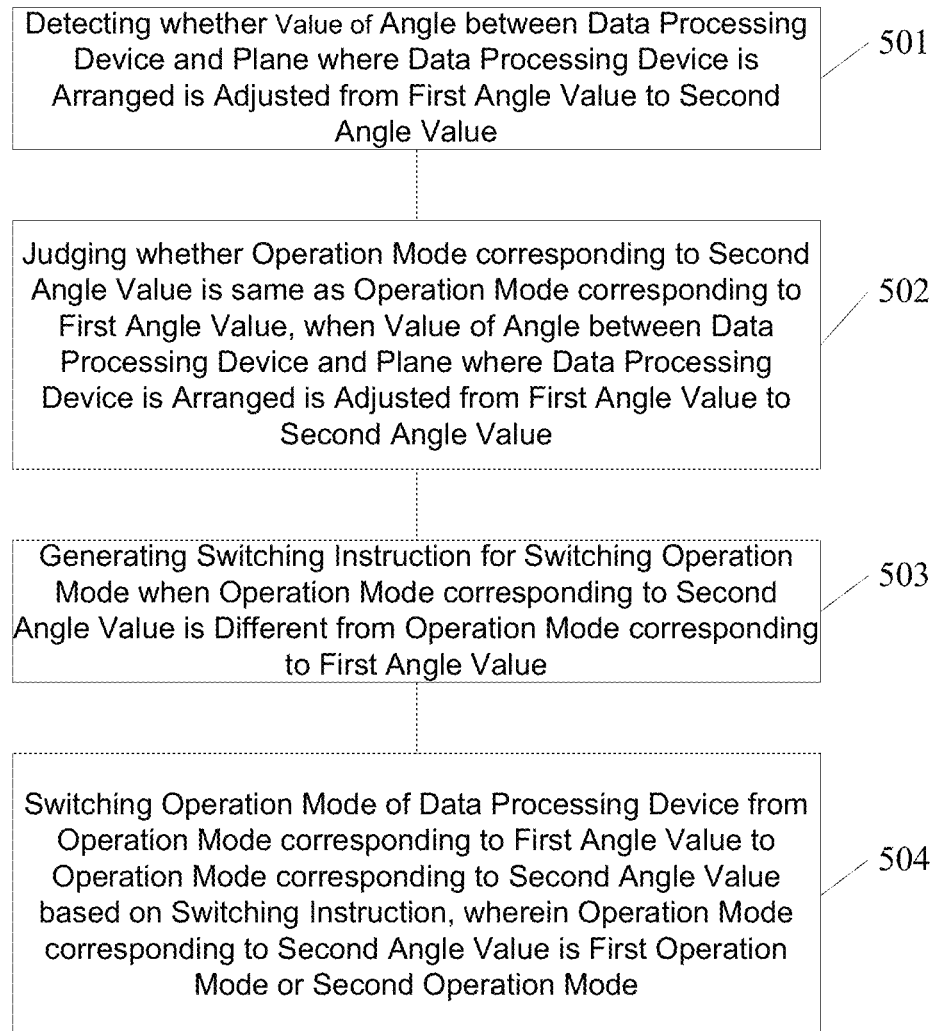 Detecting whether Value of Angle between Data Processing
Device and Plane where Data Processing Device is
Arranged is Adjusted from First Angle Value to Second
Angle Value
501
Judging whether Operation Mode corresponding to Second
Angle Value is same as Operation Mode corresponding to
First Angle Value, when Value of Angle between Data
Processing Device and Plane where Data Processing
Device is Arranged is Adjusted from First Angle Value to
Second Angle Value
502
Generating Switching Instruction for Switching Operation
Mode when Operation Mode corresponding to Second
Angle Value is Different from Operation Mode corresponding
to First Angle Value
503
Switching Operation Mode of Data Processing Device from
Operation Mode corresponding to First Angle Value to
Operation Mode corresponding to Second Angle Value
based on Switching Instruction, wherein Operation Mode
corresponding to Second Angle Value is First Operation
Mode or Second Operation Mode
504